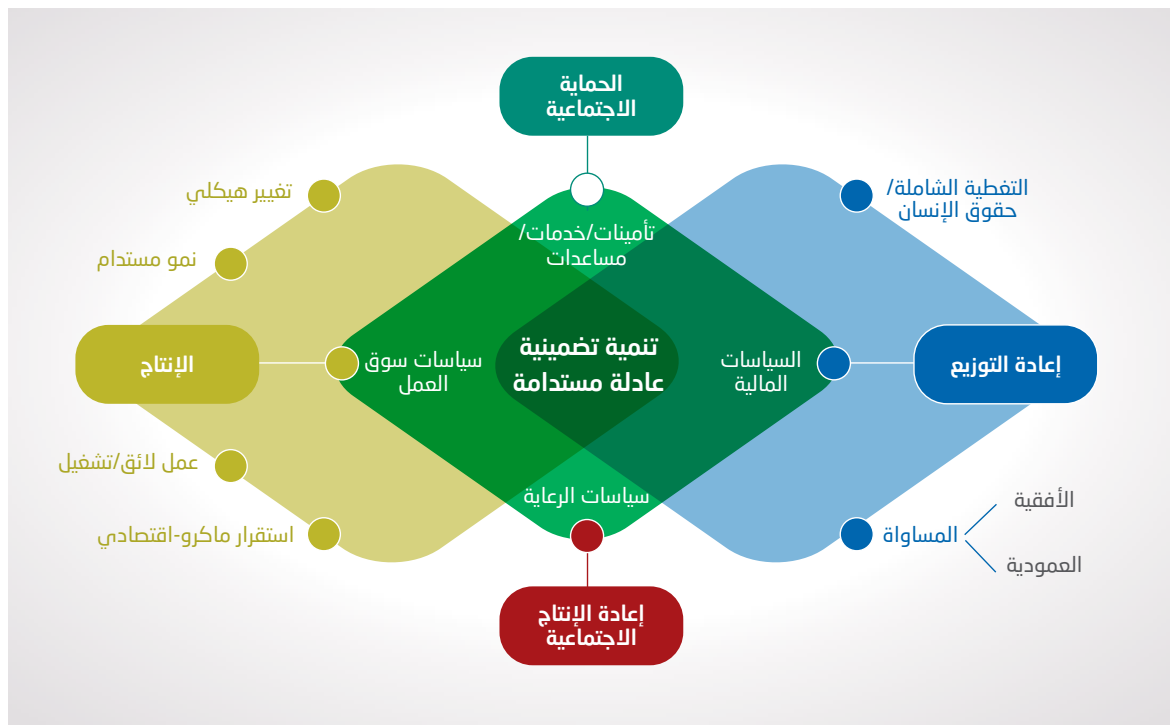 الحماية
الاجتماعية
التغطية الشاملة/
حقوق الإنسان
تغيير هيكلي
تأمينات/خدمات/
مساعدات
نمو مستدام
إعادة التوزيع
السياسات
المالية
تنمية تضمينية
عادلة مستدامة
سياسات سوق
العمل
الإنتاج
عمل لائق/تشغيل
سياسات الرعاية
الأفقية
المساواة
العمودية
استقرار ماكرو-اقتصادي
إعادة الإنتاج
الاجتماعية